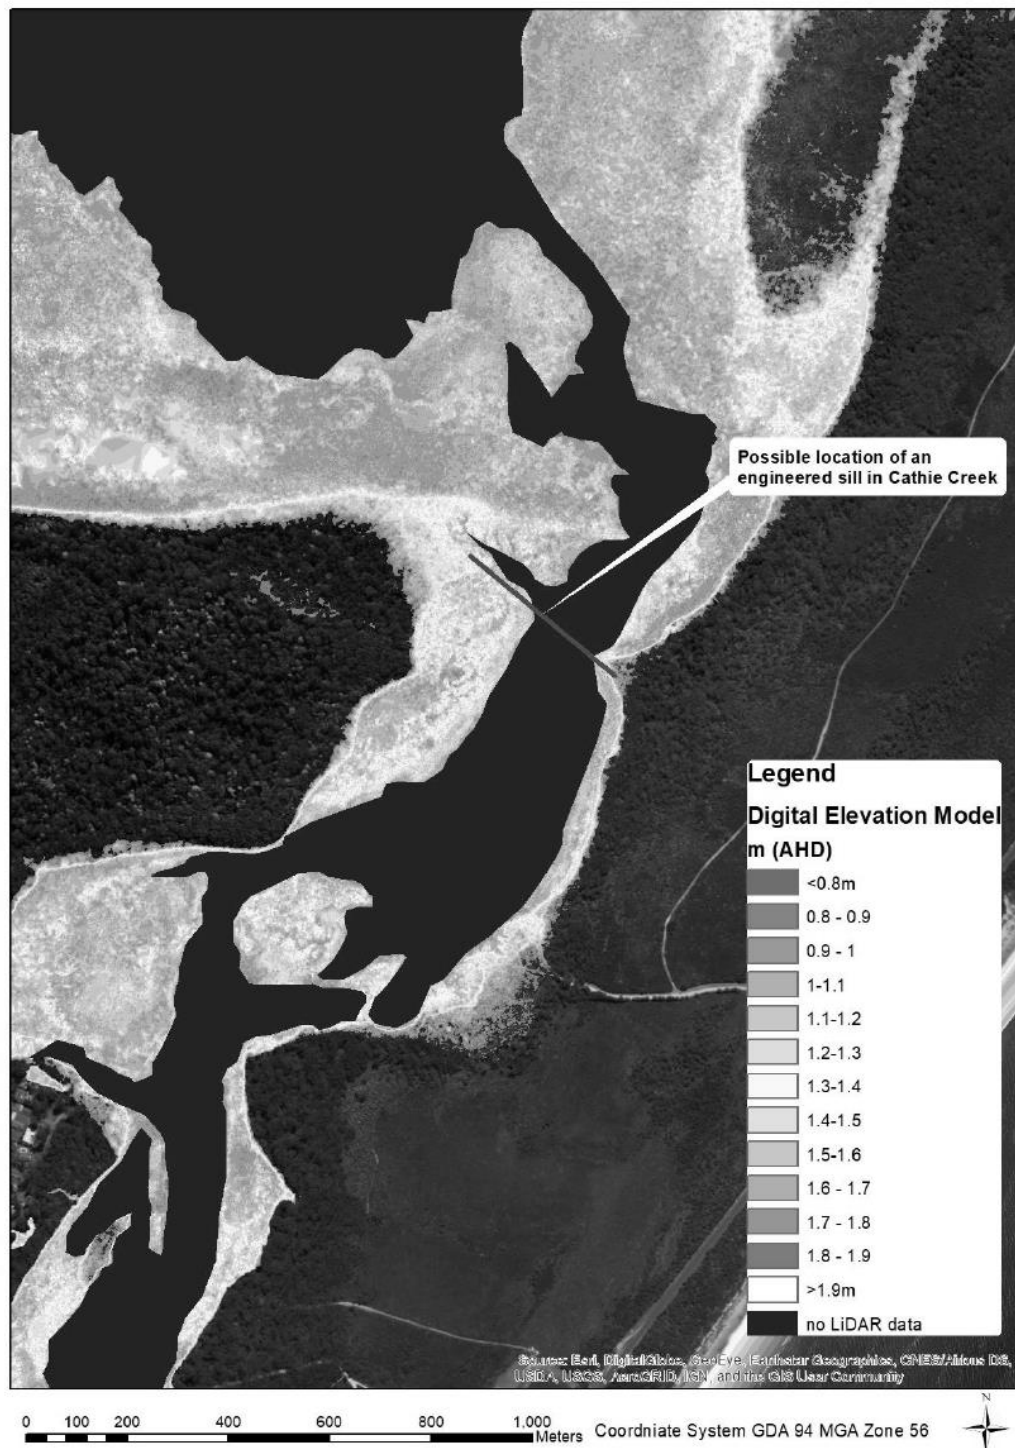 Possible location of an
engineered sill in Cathie Creek
Legend
Digital Elevation Model
m (AHD)
<0.8m
0.8 - 0.9
0.9 - 1
1-1.1
1.1-1.2
1.2-1.3
1.3-1.4
1.4-1.5
1.5-1.6
1.6 - 1.7
1.7 - 1.8
1.8 - 1.9
>1.9m
no LiDAR data
Source: Esri, DigitalGlobe, GeoEye, Earthstar Geographics, CNES/Airbus DS,
USDA, USGS, AeroGRID, IGN, and the GIS User Community
0 100 200 400 600 800 1,000
Meters
Coordniate System GDA 94 MGA Zone 56
N